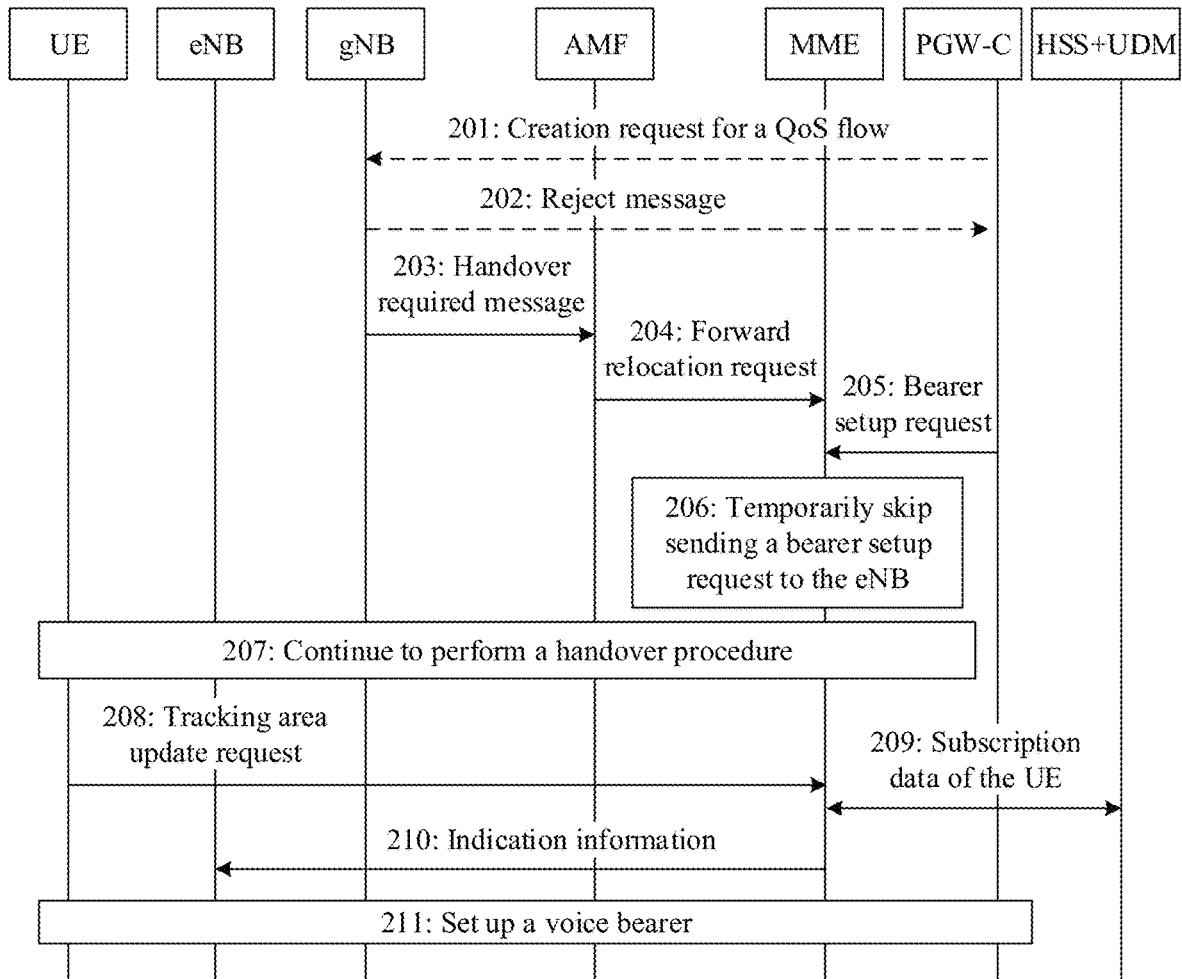 UE
eNB
gNB
AMF
MME
PGW-C
HSS+UDM
201: Creation request for a QoS flow
202: Reject message
203: Handover
required message
204: Forward
relocation request
205: Bearer
setup request
206: Temporarily skip
sending a bearer setup
request to the eNB
207: Continue to perform a handover procedure
208: Tracking area
update request
209: Subscription
data of the UE
210: Indication information
211: Set up a voice bearer